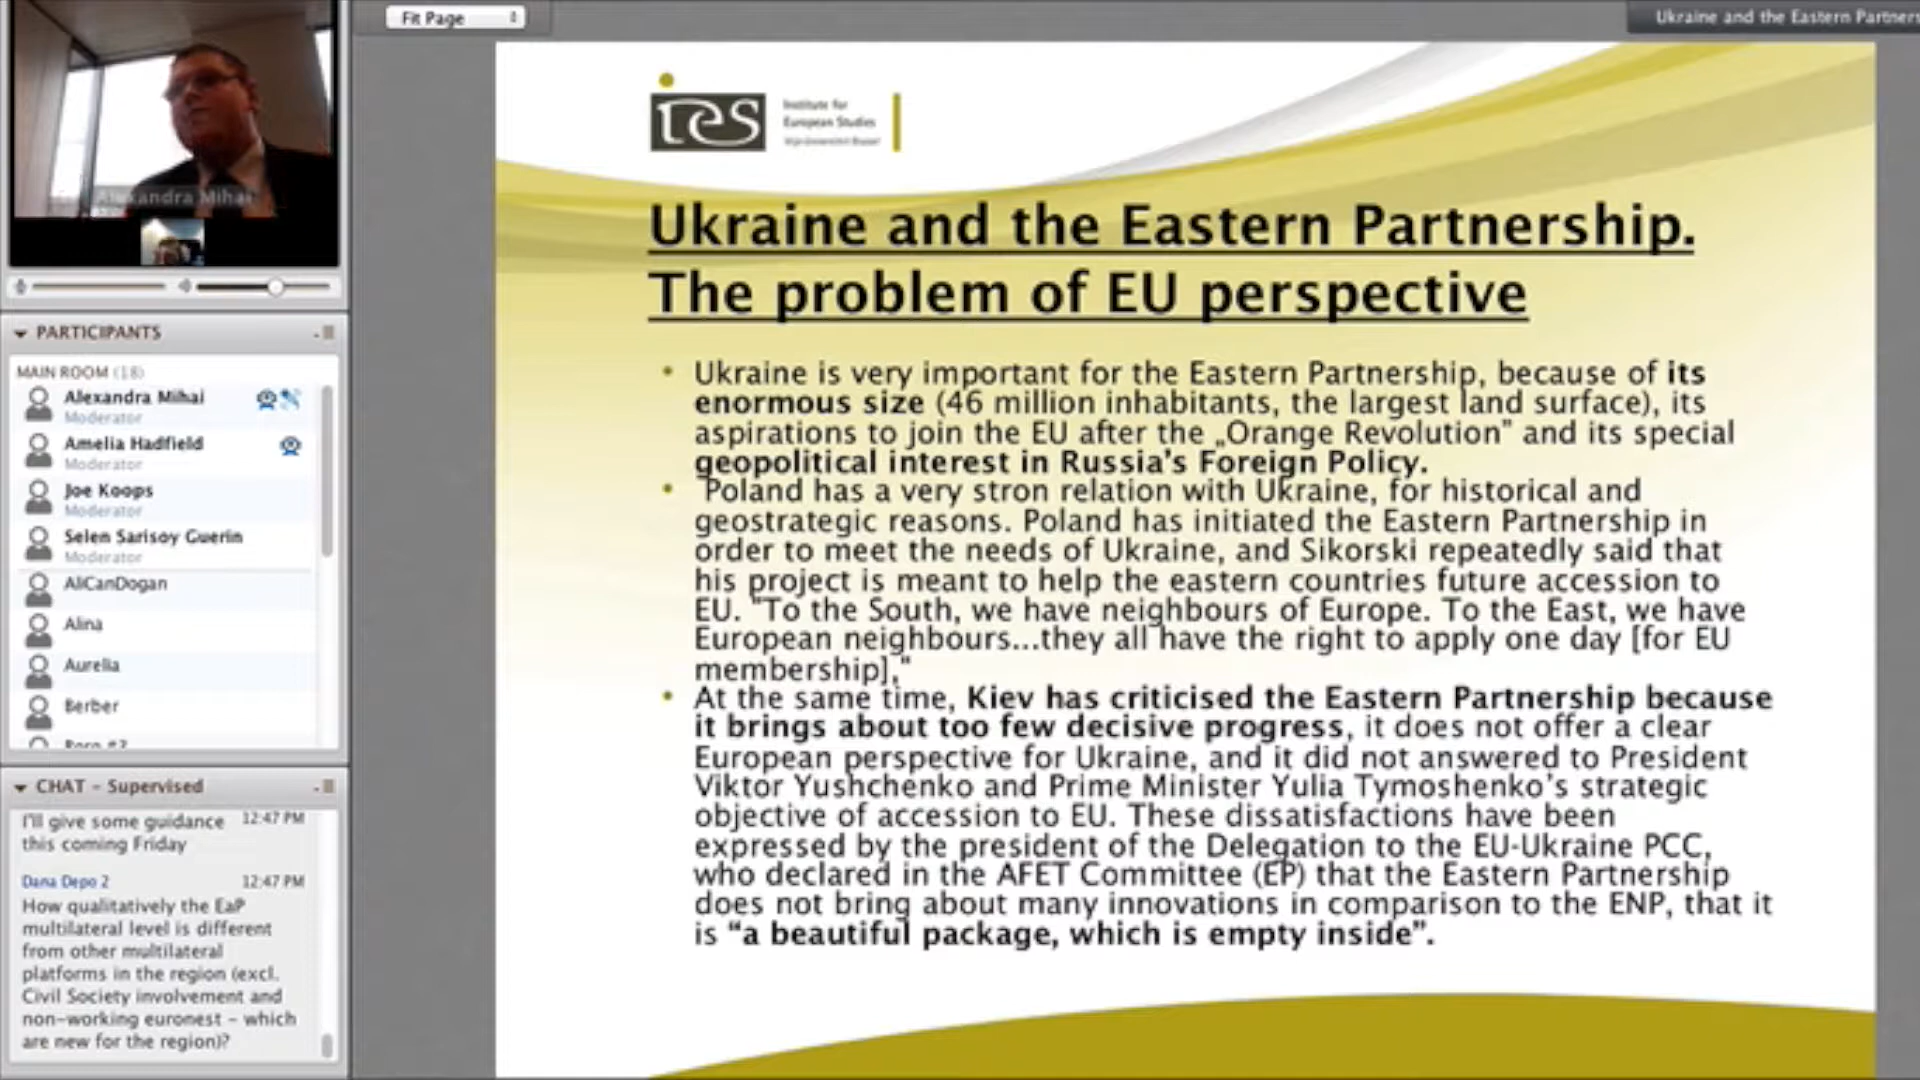 Fit Page
Ukraine and the Eastern Partners
Alexandra Mihai
PARTICIPANTS
MAIN ROOM (18)
Alexandra Mihai
Moderator
Amelia Hadfield
Moderator
Joe Koops
Moderator
Selen Sarisoy Guerin
Moderator
AliCanDogan
Alina
Aurelia
Berber
CHAT - Supervised
I'll give some guidance 12:47 PM
this coming Friday
Dana Depo 2 12:47 PM
How qualitatively the EaP
multilateral level is different
from other multilateral
platforms in the region (excl.
Civil Society involvement and
non-working euronest - which
are new for the region)?
ies
Institute for
European Studies
Vrije Universiteit Brussel
Ukraine and the Eastern Partnership.
The problem of EU perspective
• Ukraine is very important for the Eastern Partnership, because of its
enormous size (46 million inhabitants, the largest land surface), its
aspirations to join the EU after the „Orange Revolution” and its special
geopolitical interest in Russia’s Foreign Policy.
• Poland has a very stron relation with Ukraine, for historical and
geostrategic reasons. Poland has initiated the Eastern Partnership in
order to meet the needs of Ukraine, and Sikorski repeatedly said that
his project is meant to help the eastern countries future accession to
EU. "To the South, we have neighbours of Europe. To the East, we have
European neighbours...they all have the right to apply one day [for EU
membership],"
• At the same time, Kiev has criticised the Eastern Partnership because
it brings about too few decisive progress, it does not offer a clear
European perspective for Ukraine, and it did not answered to President
Viktor Yushchenko and Prime Minister Yulia Tymoshenko’s strategic
objective of accession to EU. These dissatisfactions have been
expressed by the president of the Delegation to the EU-Ukraine PCC,
who declared in the AFET Committee (EP) that the Eastern Partnership
does not bring about many innovations in comparison to the ENP, that it
is “a beautiful package, which is empty inside”.